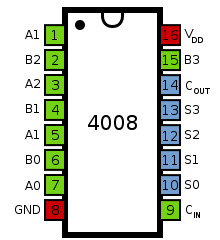 A1 1 16 VDD
B2 2 15 B3
A2 3 14 COUT
B1 4 13 S3
A1 5 12 S2
B0 6 11 S1
A0 7 10 S0
GND 8 9 CIN
4008